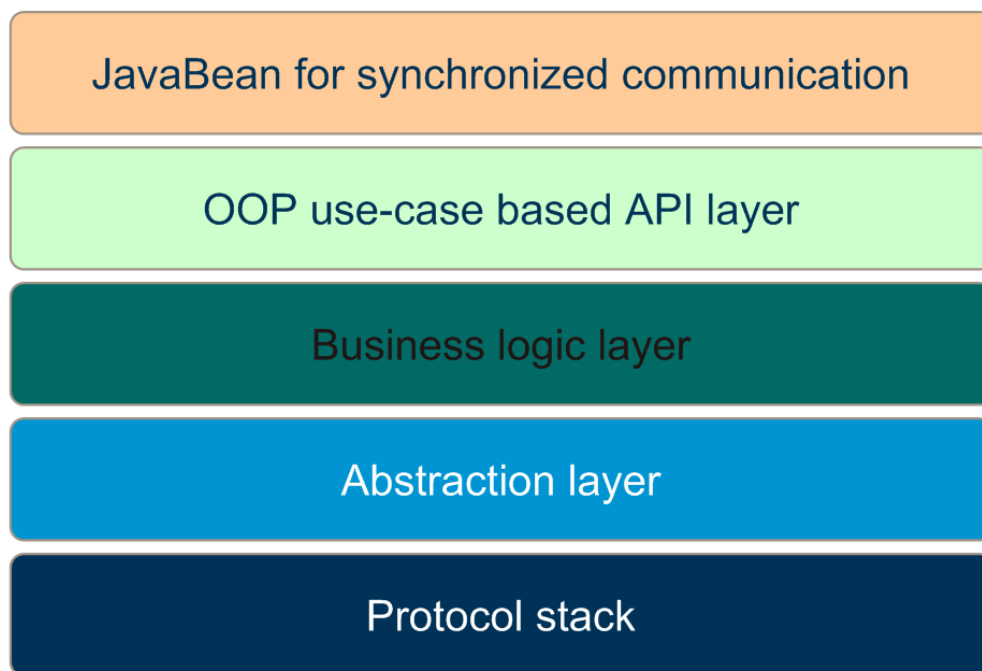 JavaBean for synchronized communication
OOP use-case based API layer
Business logic layer
Abstraction layer
Protocol stack